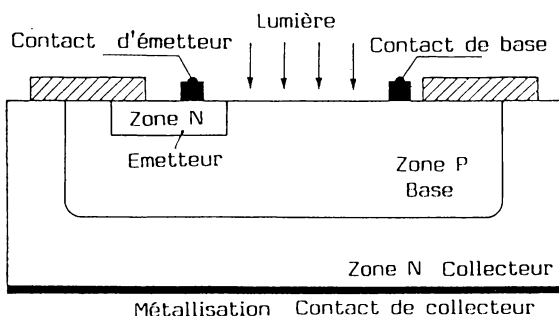 Lumière
Contact d'émetteur
Contact de base
Zone N
Emetteur
Zone P
Base
Zone N Collecteur
Métallisation Contact de collecteur